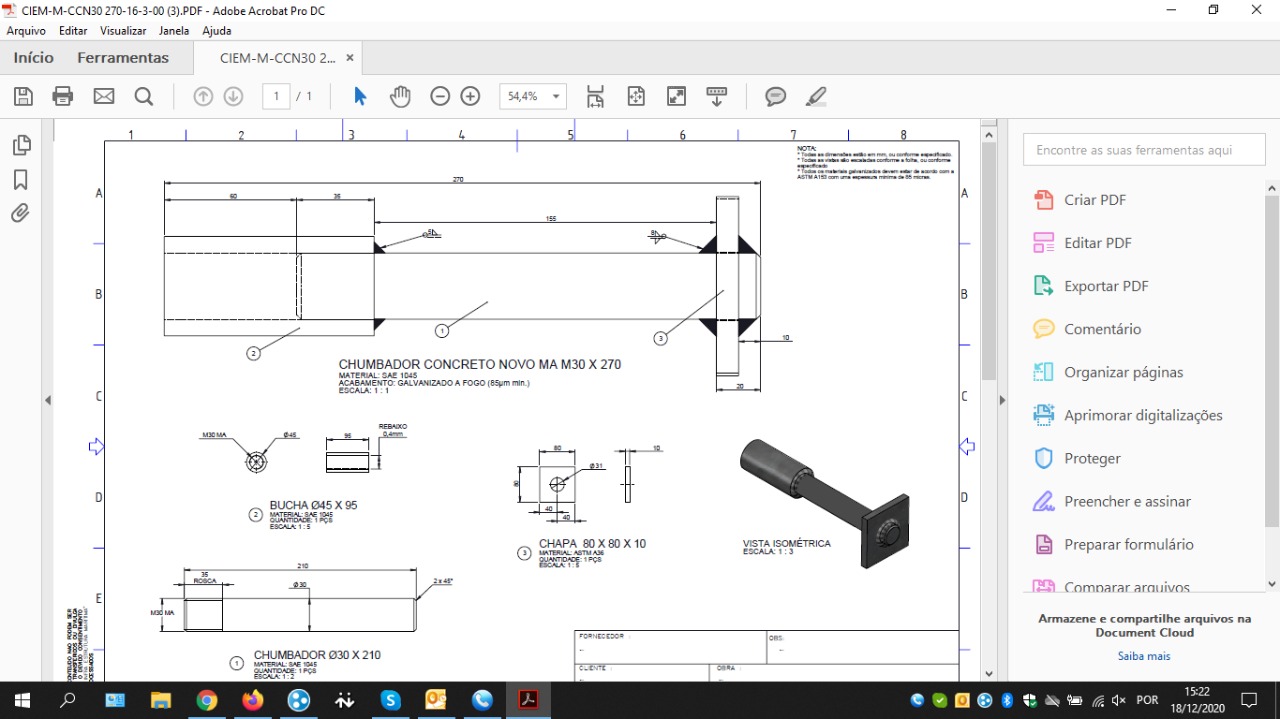 CIEM-M-CCN30 270-16-3-00 (3).PDF - Adobe Acrobat Pro DC
Arquivo Editar Visualizar Janela Ajuda
Início Ferramentas CIEM-M-CCN30 2... ×
1 / 1 54,4%
1 2 3 4 5 6 7 8
NOTA:
* Todas as dimensões estão em mm, ou conforme especificado.
* Todas as vistas são escaladas conforme a folha, ou conforme
especificado
* Todos os materiais galvanizados devem estar de acordo com a
ASTM A153 com uma espessura mínima de 85 micras.
A A
270
60 35
155
8 8
B B
1
2
3
10
20
CHUMBADOR CONCRETO NOVO MA M30 X 270
MATERIAL: SAE 1045
ACABAMENTO: GALVANIZADO A FOGO (85µm min.)
ESCALA: 1 : 1
C C
M30 MA Ø45
95
REBAIXO
0,4mm
2 BUCHA Ø45 X 95
MATERIAL: SAE 1045
QUANTIDADE: 1 PÇS
ESCALA: 1 : 5
80
10
Ø31
80
40
40
D D
3 CHAPA 80 X 80 X 10
MATERIAL: ASTM A36
QUANTIDADE: 1 PÇS
ESCALA: 1 : 5
VISTA ISOMÉTRICA
ESCALA: 1 : 3
210
35
ROSCA
Ø30
2 x 45°
M30 MA
E E
1 CHUMBADOR Ø30 X 210
MATERIAL: SAE 1045
QUANTIDADE: 1 PÇS
ESCALA: 1 : 2
FORNECEDOR :
OBS:
CLIENTE :
OBRA :
Encontre as suas ferramentas aqui
Criar PDF
Editar PDF
Exportar PDF
Comentário
Organizar páginas
Aprimorar digitalizações
Proteger
Preencher e assinar
Preparar formulário
Comparar arquivos
Armazene e compartilhe arquivos na
Document Cloud
Saiba mais
POR
15:22
18/12/2020